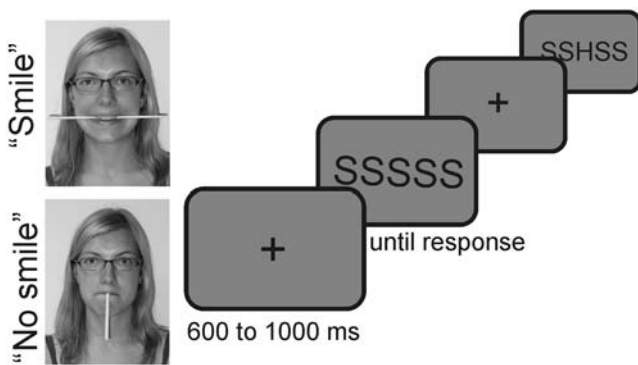 "Smile"
"No smile"
+
600 to 1000 ms
SSSSS
until response
+
SSHSS